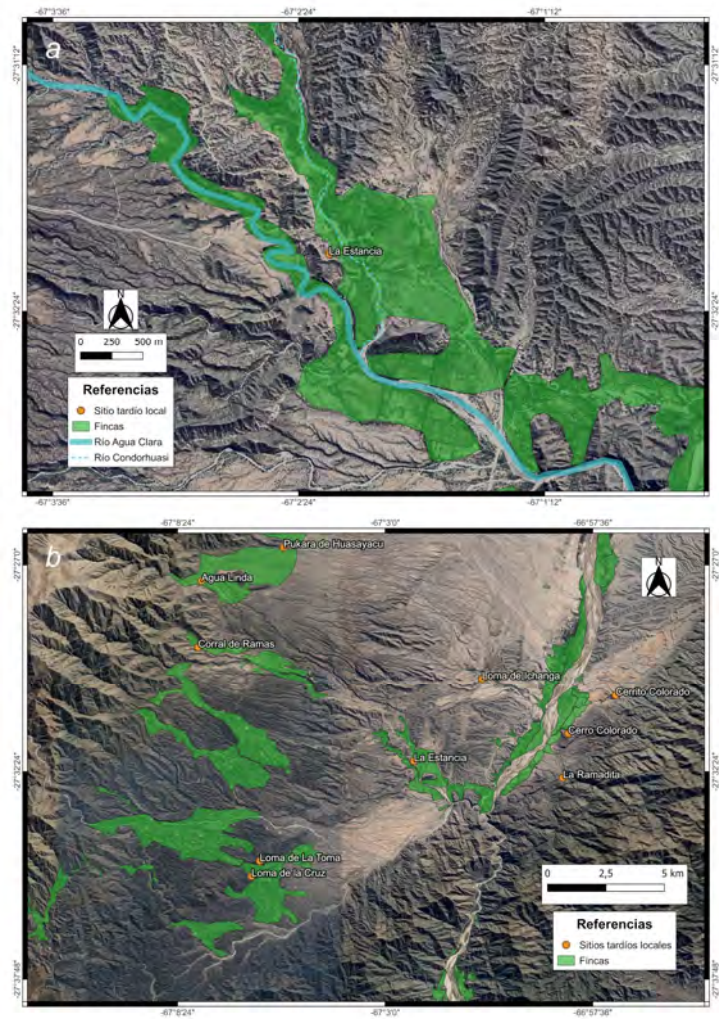 -67°3'36" -67°2'24" -67°1'12"
a
-27°31'12" -27°31'12"
La Estancia
-27°32'24" -27°32'24"
N
0 250 500 m
Referencias
Sitio tardío local
Fincas
Río Agua Clara
Río Condorhuasi
-67°3'36" -67°2'24" -67°1'12"
-67°8'24" -67°3'0" -66°57'36"
b
Pukará de Huasayacu
N
-27°27'0" -27°27'0"
Agua Linda
Corral de Ramas
Loma de Ichanga
Cerrito Colorado
Cerro Colorado
La Estancia
-27°32'24" -27°32'24"
La Ramadita
Loma de La Toma
Loma de la Cruz
0 2,5 5 km
Referencias
Sitios tardíos locales
Fincas
-27°37'48" -27°37'48"
-67°8'24" -67°3'0" -66°57'36"